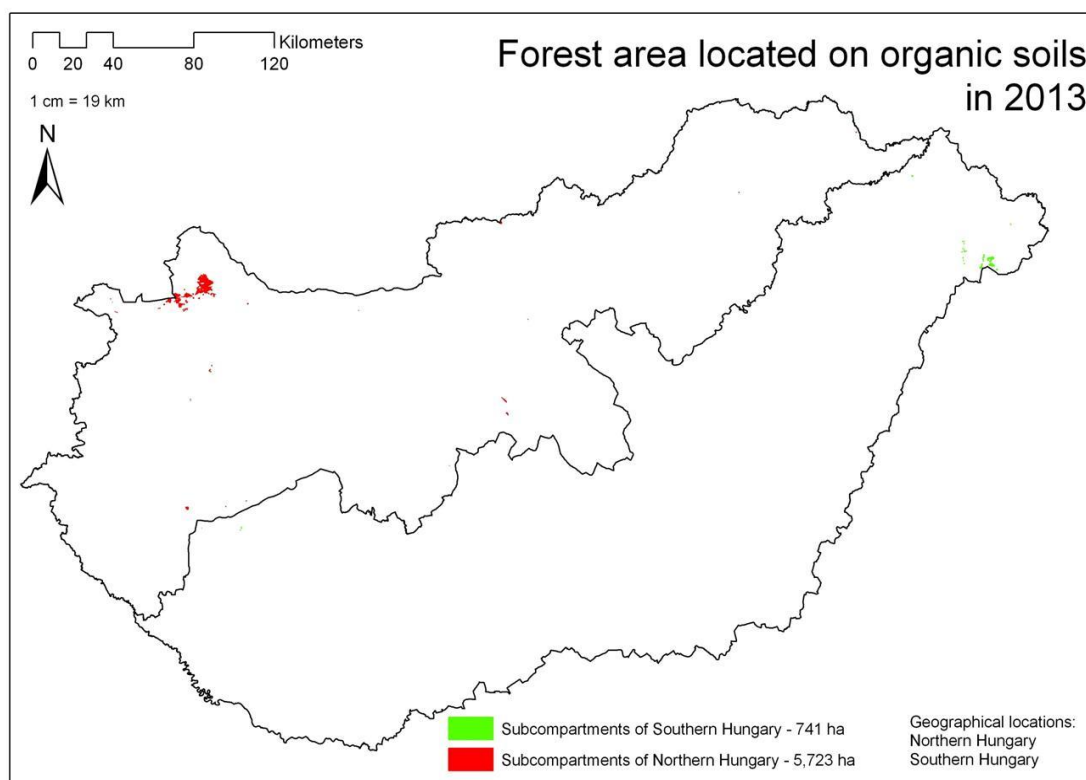 Kilometers
0 20 40 80 120
1 cm = 19 km
N
Forest area located on organic soils
in 2013
Subcompartments of Southern Hungary - 741 ha
Subcompartments of Northern Hungary - 5,723 ha
Geographical locations:
Northern Hungary
Southern Hungary